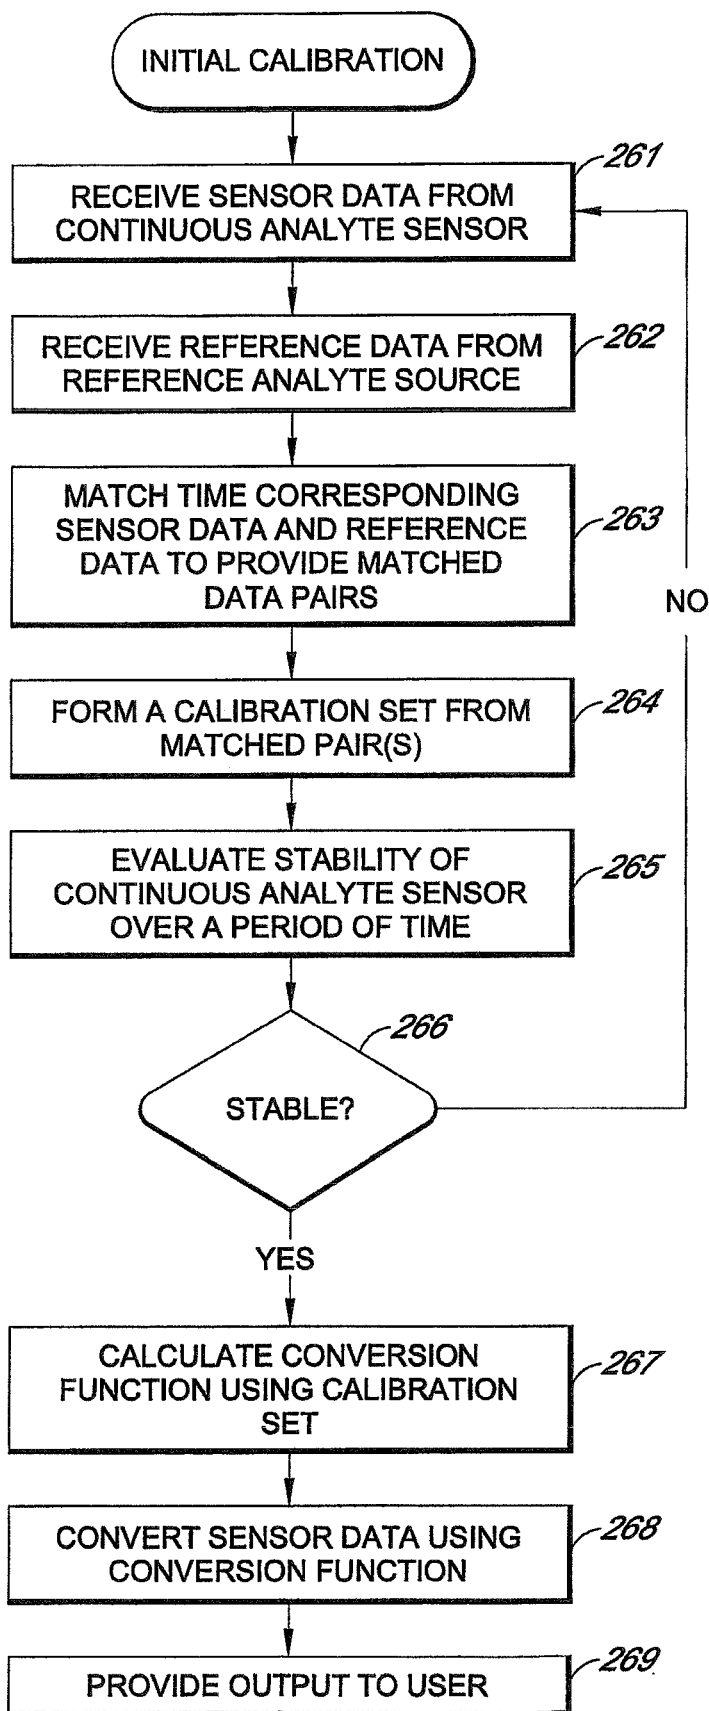 INITIAL CALIBRATION
261
RECEIVE SENSOR DATA FROM
CONTINUOUS ANALYTE SENSOR
262
RECEIVE REFERENCE DATA FROM
REFERENCE ANALYTE SOURCE
263
MATCH TIME CORRESPONDING
SENSOR DATA AND REFERENCE
DATA TO PROVIDE MATCHED
DATA PAIRS
NO
264
FORM A CALIBRATION SET FROM
MATCHED PAIR(S)
265
EVALUATE STABILITY OF
CONTINUOUS ANALYTE SENSOR
OVER A PERIOD OF TIME
266
STABLE?
YES
267
CALCULATE CONVERSION
FUNCTION USING CALIBRATION
SET
268
CONVERT SENSOR DATA USING
CONVERSION FUNCTION
269
PROVIDE OUTPUT TO USER